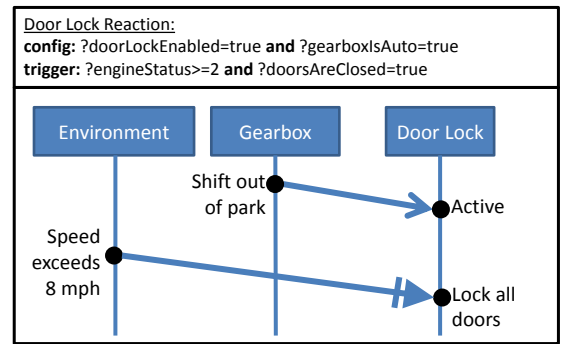 Door Lock Reaction:
config: ?doorLockEnabled=true and ?gearboxIsAuto=true
trigger: ?engineStatus>=2 and ?doorsAreClosed=true
Environment
Gearbox
Door Lock
Shift out
of park
Active
Speed
exceeds
8 mph
Lock all
doors